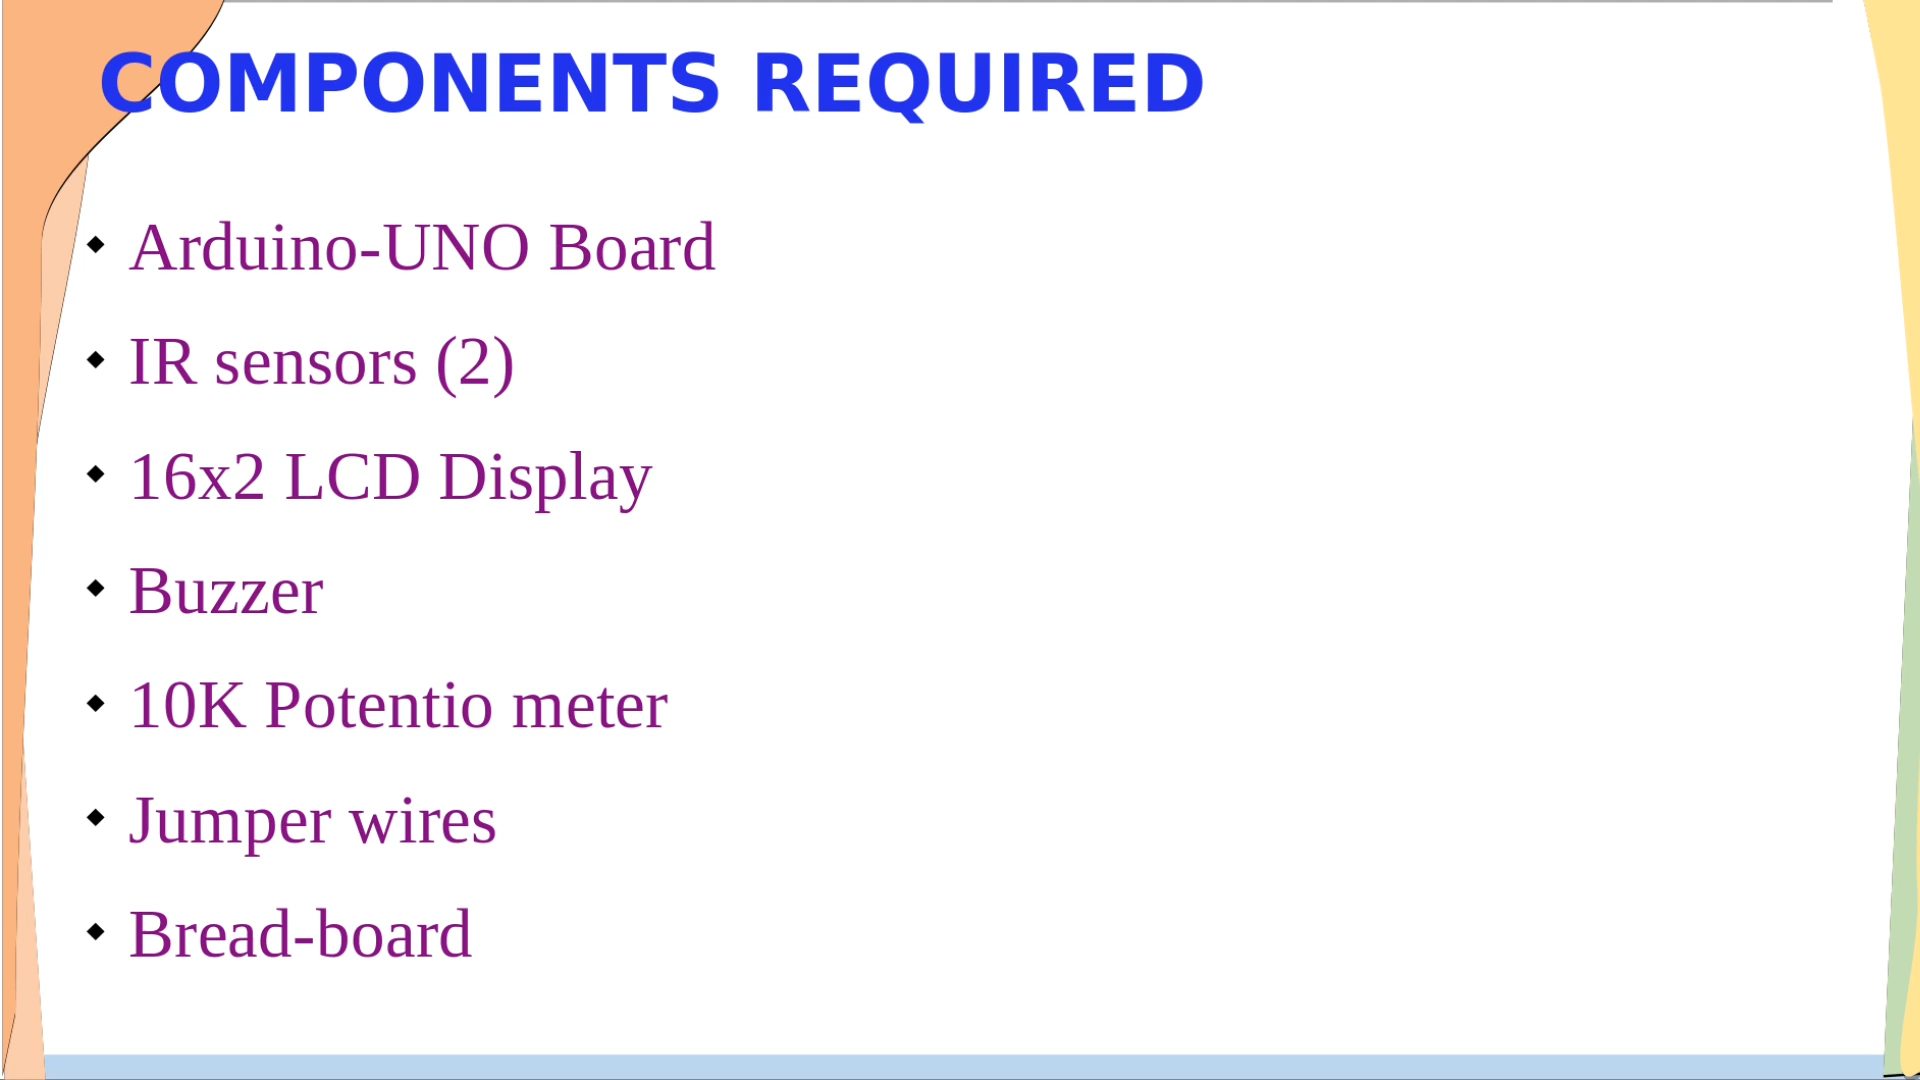 COMPONENTS REQUIRED
Arduino-UNO Board
IR sensors (2)
16x2 LCD Display
Buzzer
10K Potentio meter
Jumper wires
Bread-board